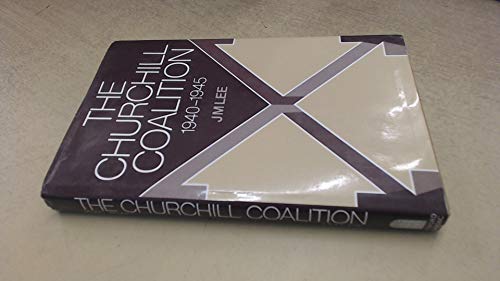 THE
CHURCHILL
COALITION
1940-1945
J M LEE
THE CHURCHILL COALITION